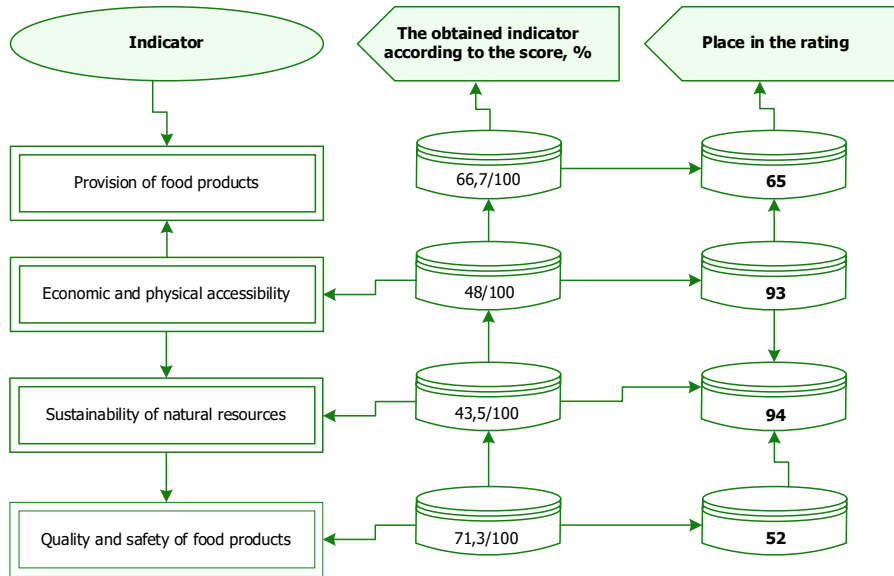 Indicator
The obtained indicator
according to the score, %
Place in the rating
Provision of food products
66,7/100
65
Economic and physical accessibility
48/100
93
Sustainability of natural resources
43,5/100
94
Quality and safety of food products
71,3/100
52